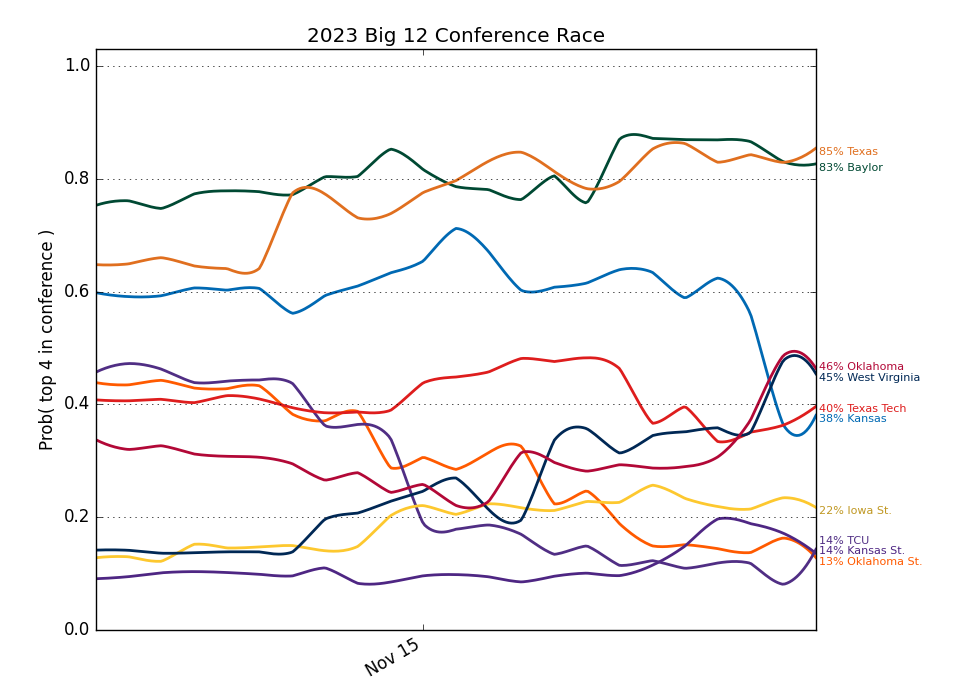 2023 Big 12 Conference Race
Prob( top 4 in conference )
1.0
0.8
0.6
0.4
0.2
0.0
Nov 15
85% Texas
83% Baylor
46% Oklahoma
45% West Virginia
40% Texas Tech
38% Kansas
22% Iowa St.
14% TCU
14% Kansas St.
13% Oklahoma St.